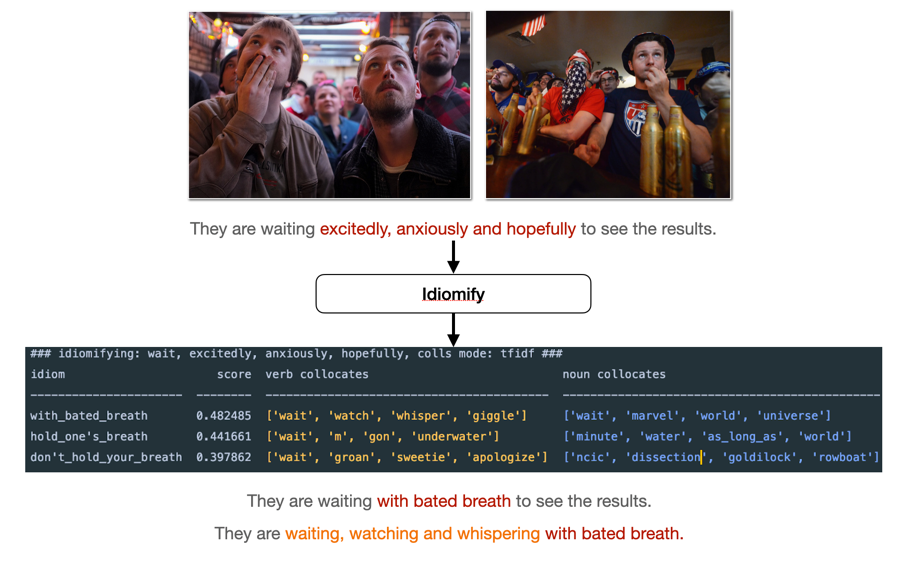 They are waiting excitedly, anxiously and hopefully to see the results.
Idiomify
### idiomifying: wait, excitedly, anxiously, hopefully, colls mode: tfidf ###
idiom score verb collocates noun collocates
---------------------- -------- ---------------------------------------- ---------------------------------------------
with_bated_breath 0.482485 ['wait', 'watch', 'whisper', 'giggle'] ['wait', 'marvel', 'world', 'universe']
hold_one's_breath 0.441661 ['wait', 'm', 'gon', 'underwater'] ['minute', 'water', 'as_long_as', 'world']
don't_hold_your_breath 0.397862 ['wait', 'groan', 'sweetie', 'apologize'] ['ncic', 'dissection', 'goldilock', 'rowboat']
They are waiting with bated breath to see the results.
They are waiting, watching and whispering with bated breath.